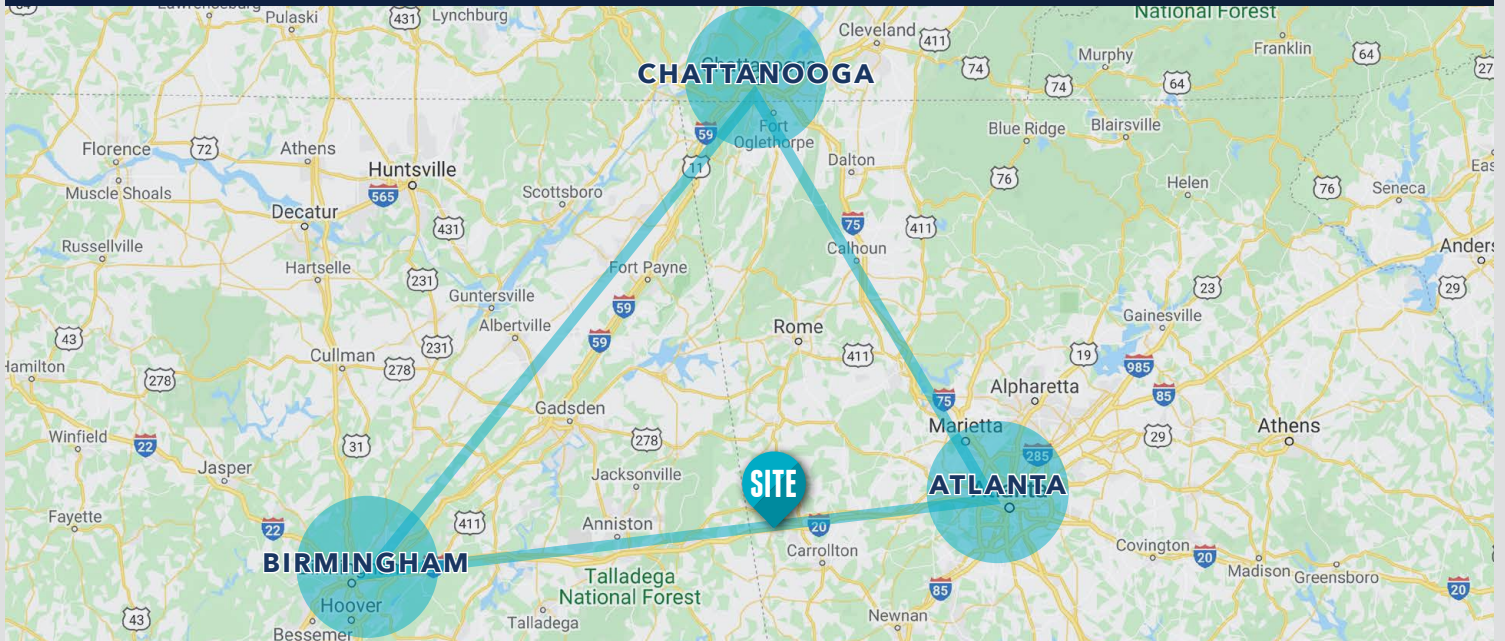 Pulaski
431
Lynchburg
National Forest
Cleveland
411
Franklin
64
Murphy
74
CHATTANOOGA
74
64
27
59
Fort
Oglethorpe
Blue Ridge
Blairsville
Florence
72
Athens
Huntsville
11
Dalton
76
Helen
76
Seneca
Muscle Shoals
565
Scottsboro
Decatur
431
75
411
Russellville
Calhoun
Hartselle
231
Fort Payne
23
29
Guntersville
59
Gainesville
Albertville
59
Rome
43
231
411
19
985
Cullman
278
278
Alpharetta
85
75
Gadsden
Marietta
Winfield
22
31
278
285
29
Athens
Jasper
Jacksonville
SITE
ATLANTA
Fayette
22
411
Anniston
20
Carrollton
Covington
20
BIRMINGHAM
Talladega
National Forest
Madison
Greensboro
20
85
Hoover
43
Talladega
Newnan
Bessemer